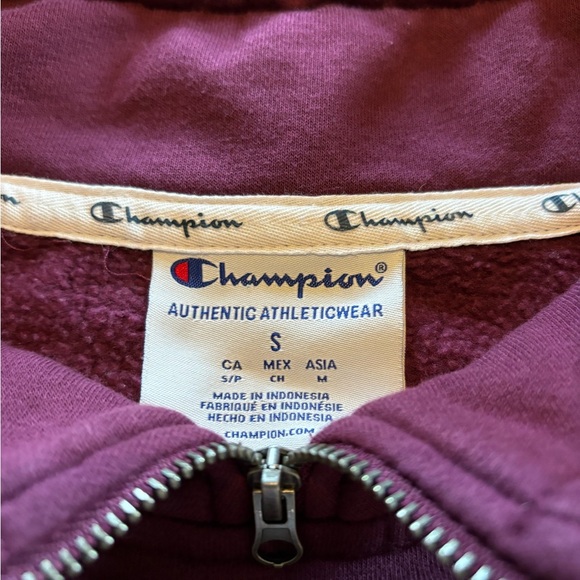 Champion Champion
Champion®
AUTHENTIC ATHLETICWEAR
S
CA MEX ASIA
S/P CH M
MADE IN INDONESIA
FABRIQUÉ EN INDONÉSIE
HECHO EN INDONESIA
CHAMPION.COM